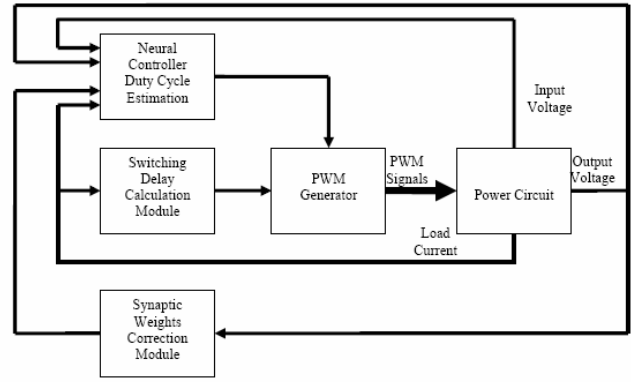 Neural
Controller
Duty Cycle
Estimation
Input
Voltage
Switching
Delay
Calculation
Module
PWM
Generator
PWM
Signals
Power Circuit
Output
Voltage
Load
Current
Synaptic
Weights
Correction
Module